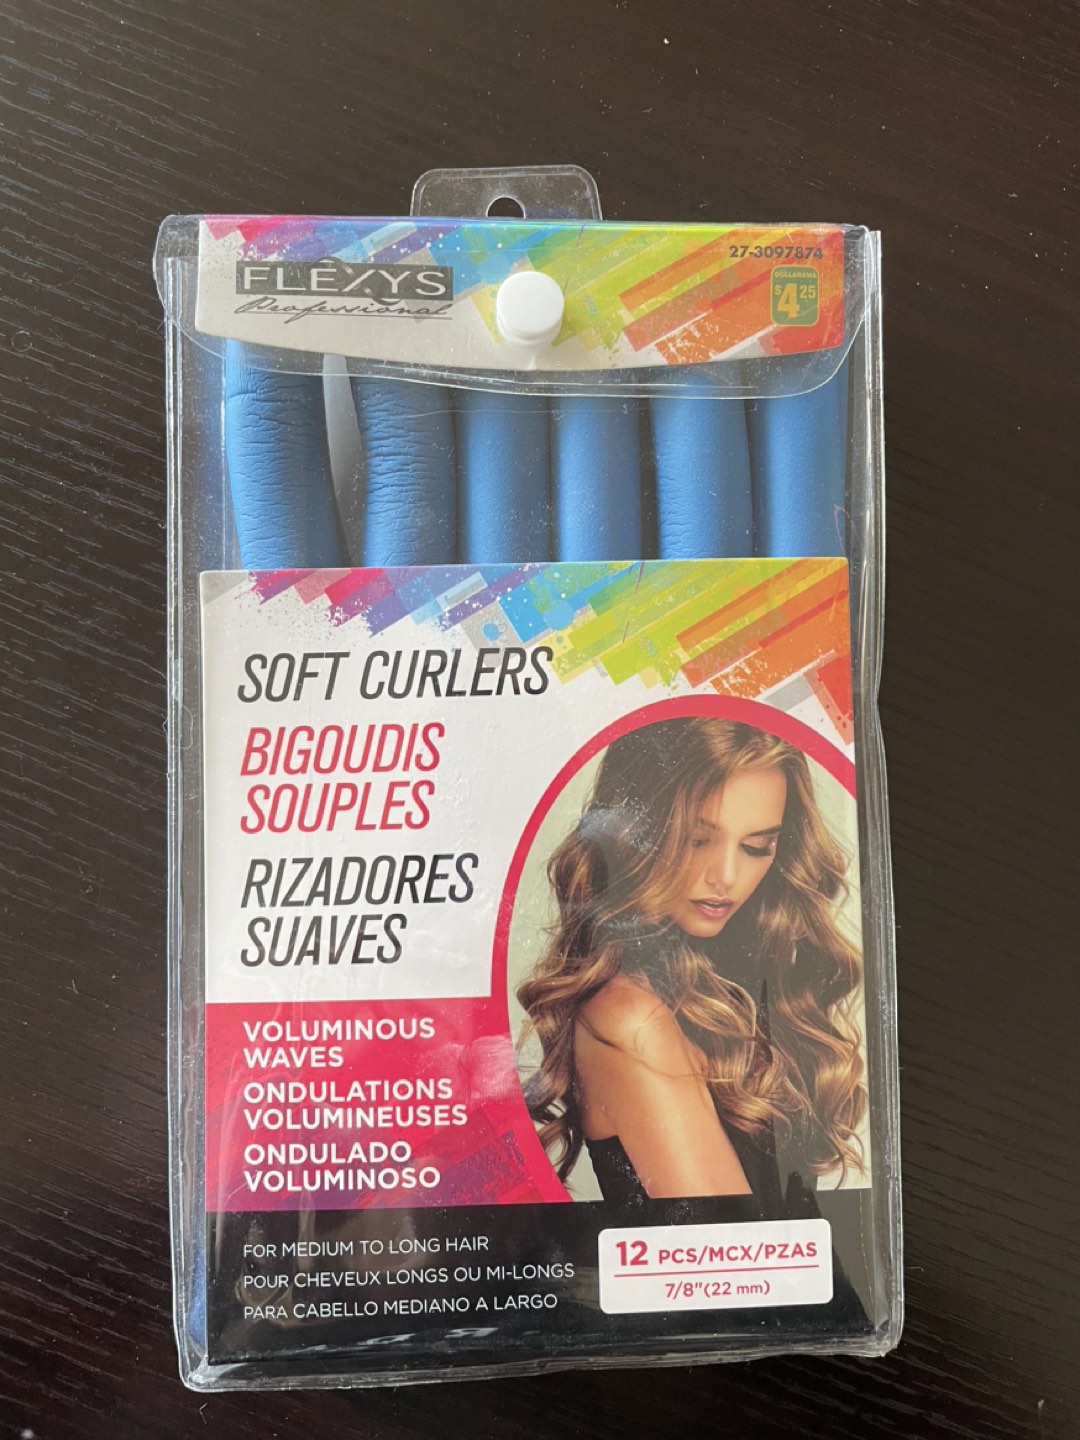 27-3097874
FLÉXYS
Professional
DOLLARAMA
$4 25
SOFT CURLERS
BIGOUDIS
SOUPLES
RIZADORES
SUAVES
VOLUMINOUS
WAVES
ONDULATIONS
VOLUMINEUSES
ONDULADO
VOLUMINOSO
FOR MEDIUM TO LONG HAIR
POUR CHEVEUX LONGS OU MI-LONGS
PARA CABELLO MEDIANO A LARGO
12 PCS/MCX/PZAS
7/8"(22 mm)